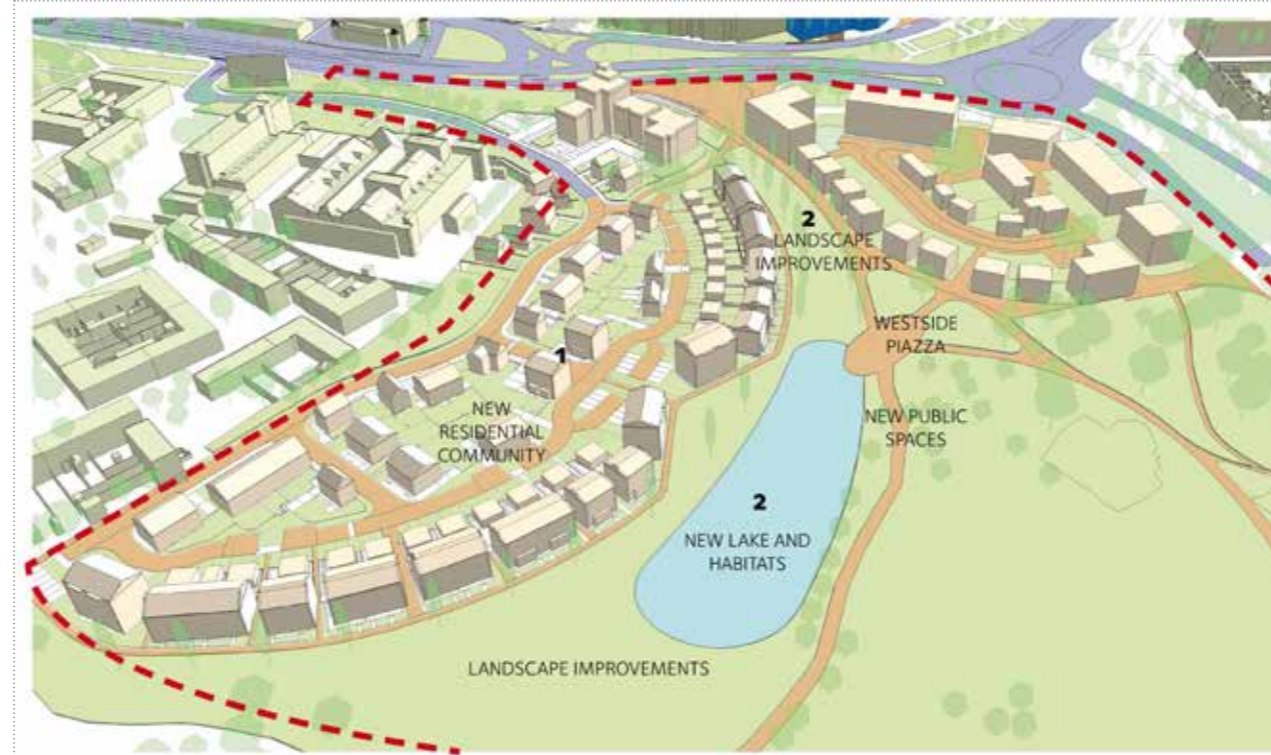 2
LANDSCAPE
IMPROVEMENTS
WESTSIDE
PIAZZA
1
NEW
RESIDENTIAL
COMMUNITY
NEW PUBLIC
SPACES
2
NEW LAKE AND
HABITATS
LANDSCAPE IMPROVEMENTS